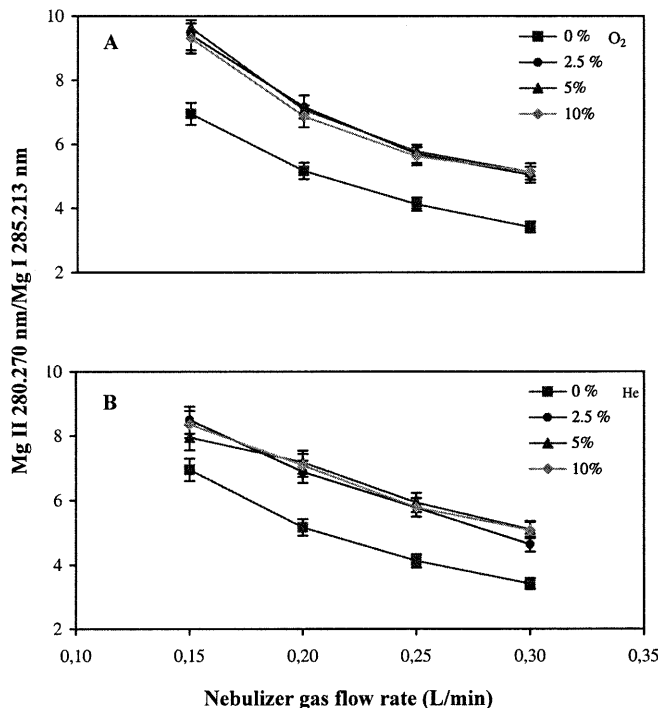 Mg II 280.270 nm/Mg I 285.213 nm
10
8
6
4
2
A
0 % O₂
2.5 %
5%
10%
10
8
6
4
2
B
0 % He
2.5 %
5%
10%
0,10 0,15 0,20 0,25 0,30 0,35
Nebulizer gas flow rate (L/min)